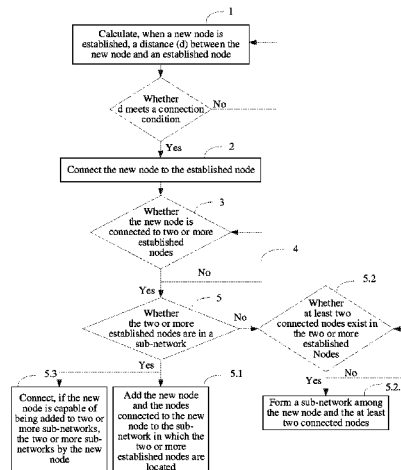 1
Calculate, when a new node is
established, a distance (d) between the
new node and an established node
Whether
d meets a connection
condition
No
Yes
2
Connect the new node to the established node
3
Whether
the new node is
connected to two or more
established
nodes
4
No
Yes
5
Whether
the two or more
established nodes are in a
sub-network
No
5.2
Whether
at least two
connected nodes exist in
the two or more
established
Nodes
Yes
No
Yes
5.3
Connect, if the new
node is capable of
being added to two or
more sub-networks,
the two or more sub-
networks by the new
node
5.1
Add the new node
and the nodes
connected to the new
node to the sub-
network in which the
two or more
established nodes are
located
5.2.
Form a sub-network among
the new node and the at least
two connected nodes